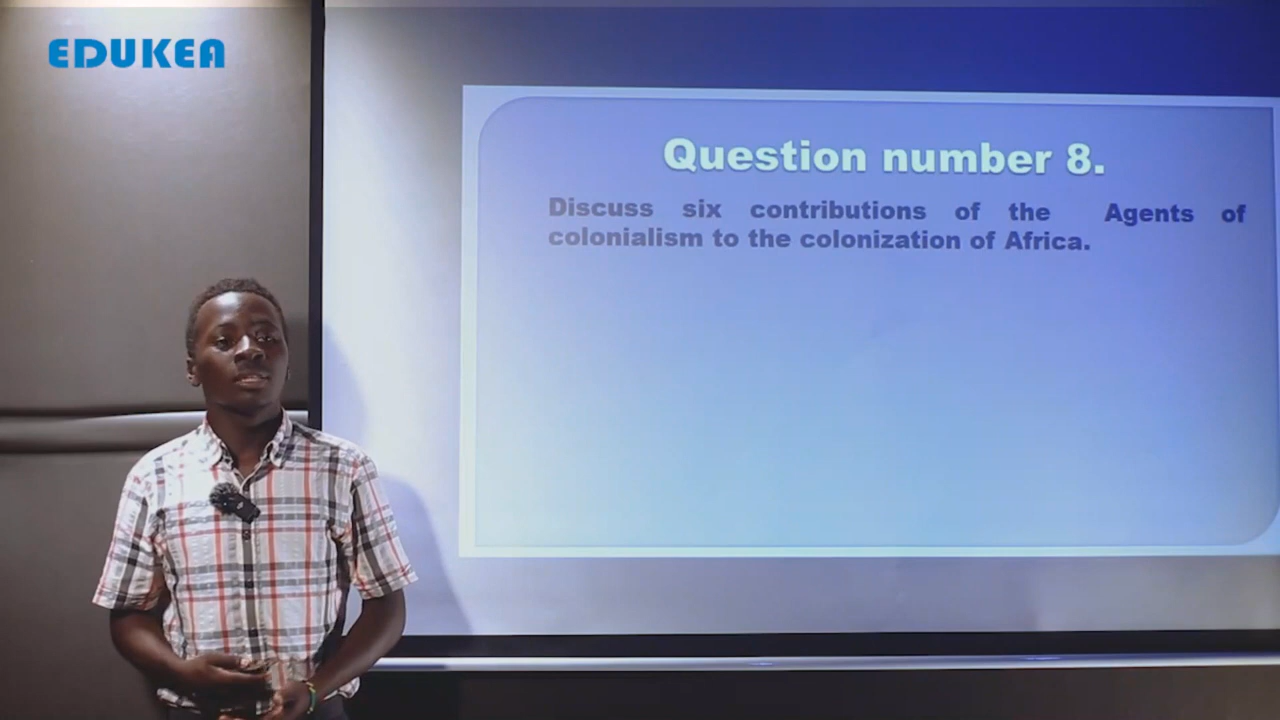 EDUKEA
Question number 8.
Discuss six contributions of the Agents of
colonialism to the colonization of Africa.